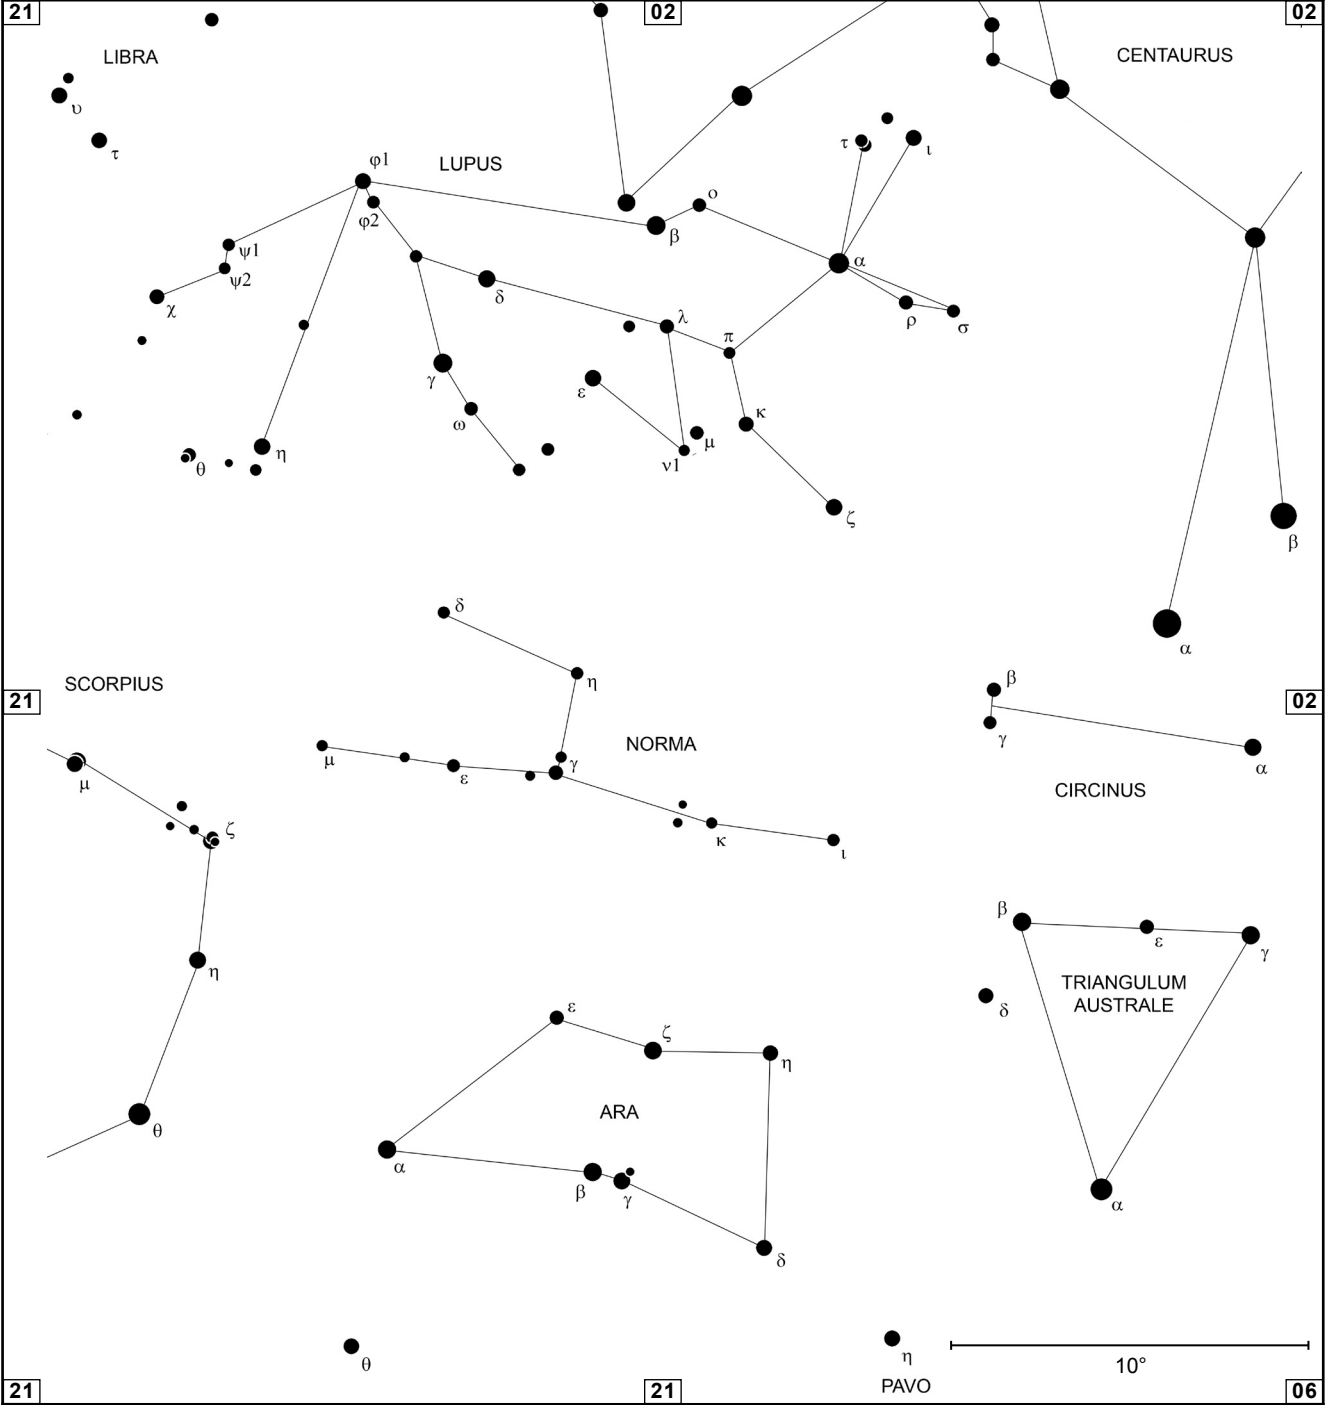 21
02
02
LIBRA
CENTAURUS
υ
τ
τ
ι
φ1
LUPUS
φ2
ο
β
ψ1
ψ2
χ
α
δ
ρ
σ
λ
π
γ
ε
κ
ω
μ
η
ν1
θ
ζ
β
δ
α
SCORPIUS
η
β
21
02
NORMA
γ
μ
γ
α
μ
ε
CIRCINUS
ζ
κ
ι
β
ε
γ
η
TRIANGULUM
AUSTRALE
δ
ε
ζ
η
ARA
θ
α
β
γ
α
δ
η
10°
θ
PAVO
21
21
06